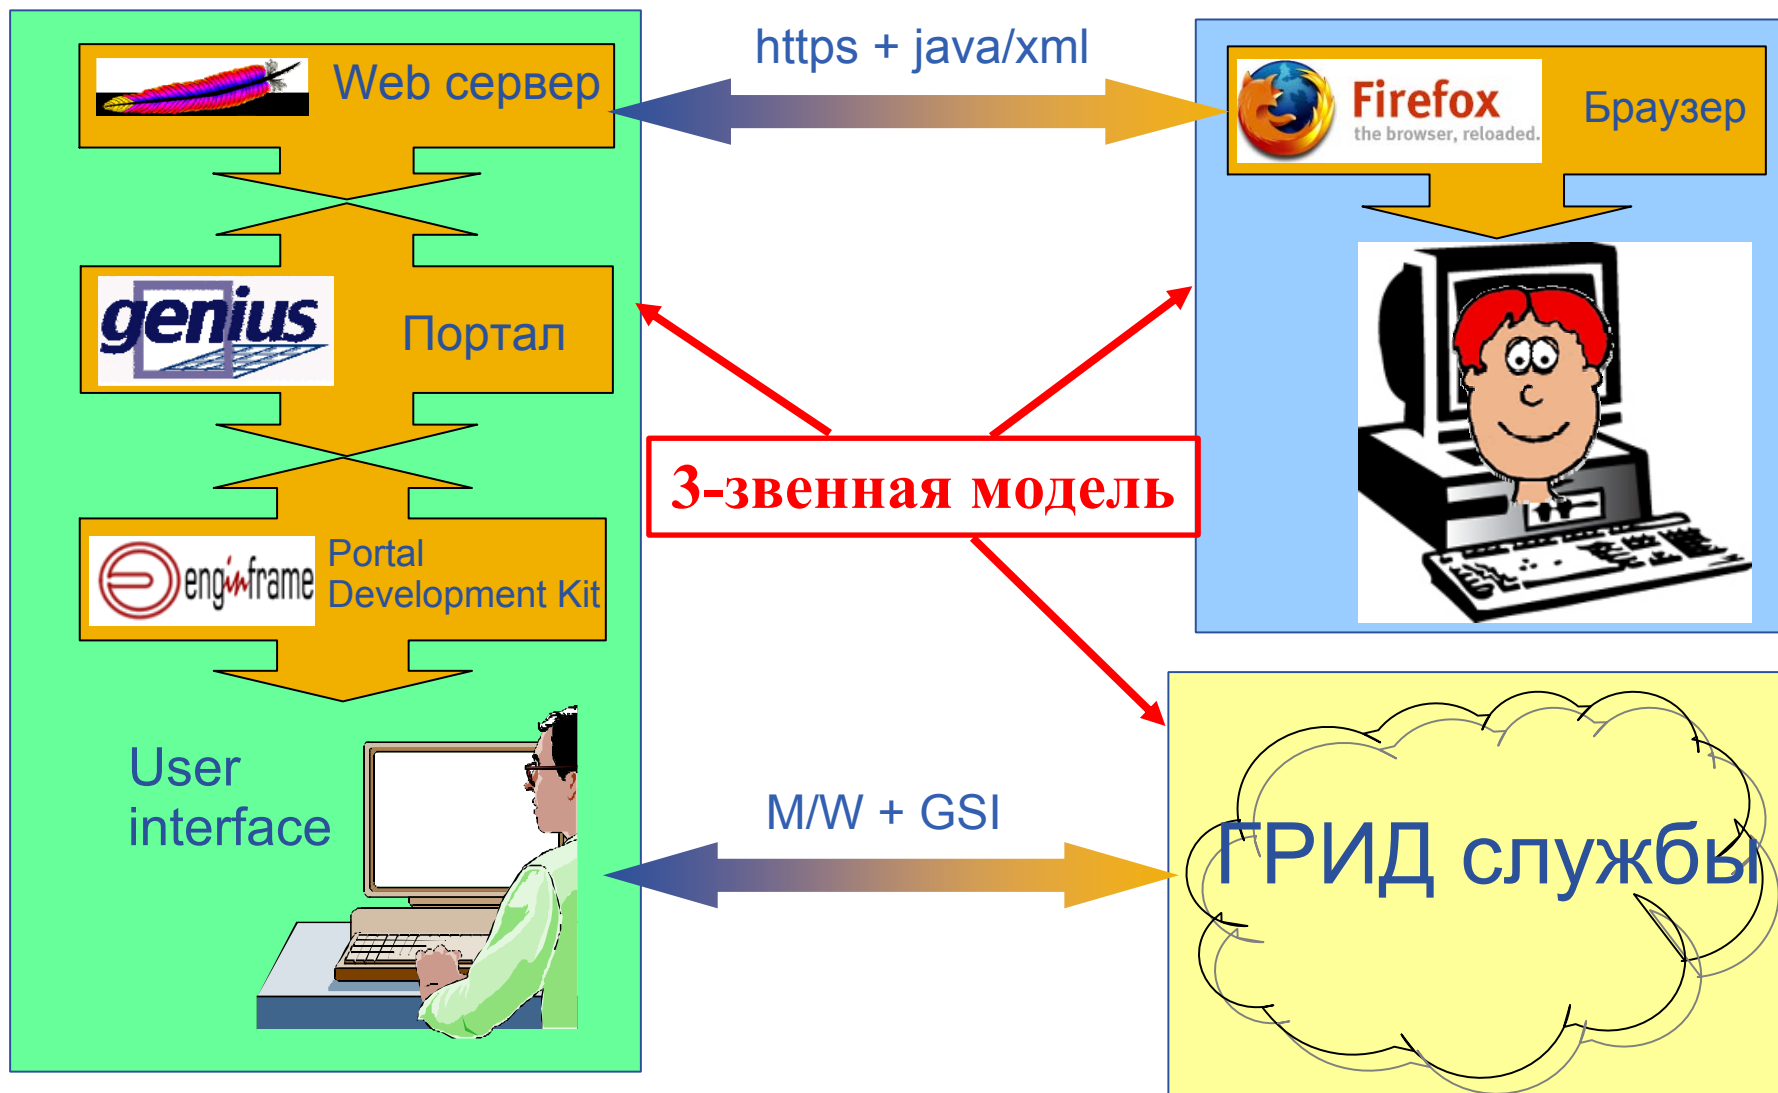 https + java/xml
Web сервер
Firefox
the browser, reloaded.
Браузер
genius
Портал
3-звенная модель
enginframe
Portal
Development Kit
User
interface
M/W + GSI
ГРИД службы